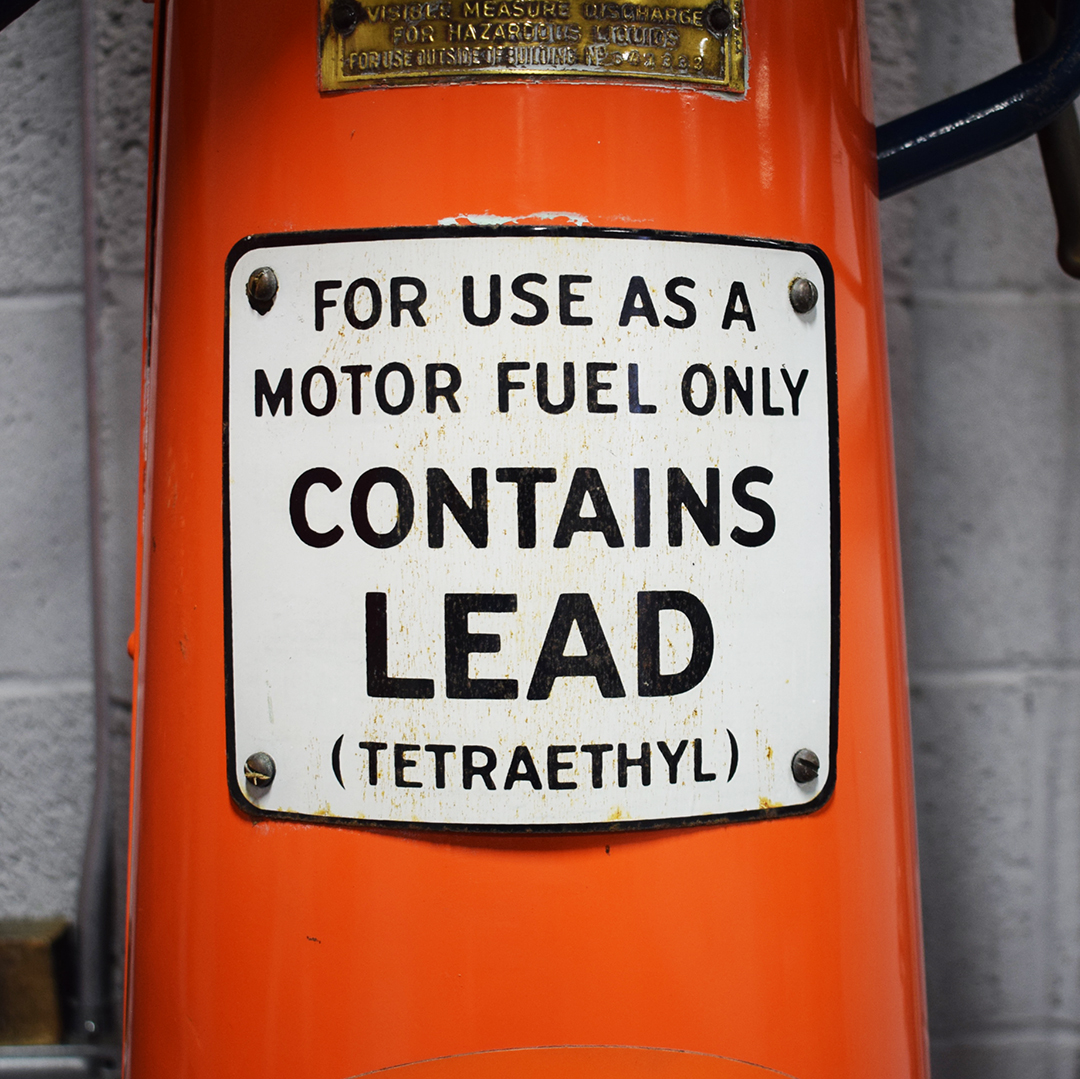 VISIBLE MEASURE DISCHARGE
FOR HAZARDOUS LIQUIDS
FOR USE OUTSIDE OF BUILDING Nº
FOR USE AS A
MOTOR FUEL ONLY
CONTAINS
LEAD
(TETRAETHYL)